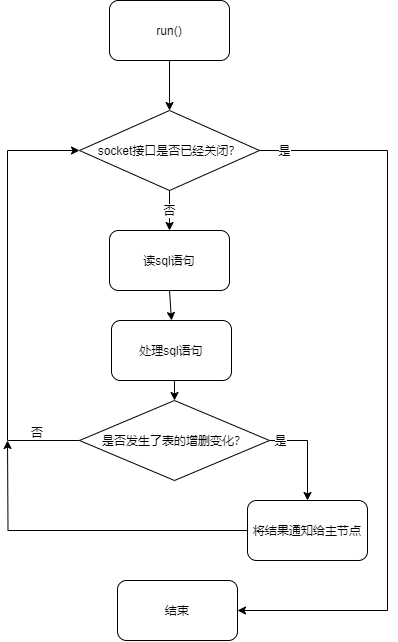 run()
socket接口是否已经关闭?
是
否
读sql语句
处理sql语句
是否发生了表的增删变化?
否
是
将结果通知给主节点
结束